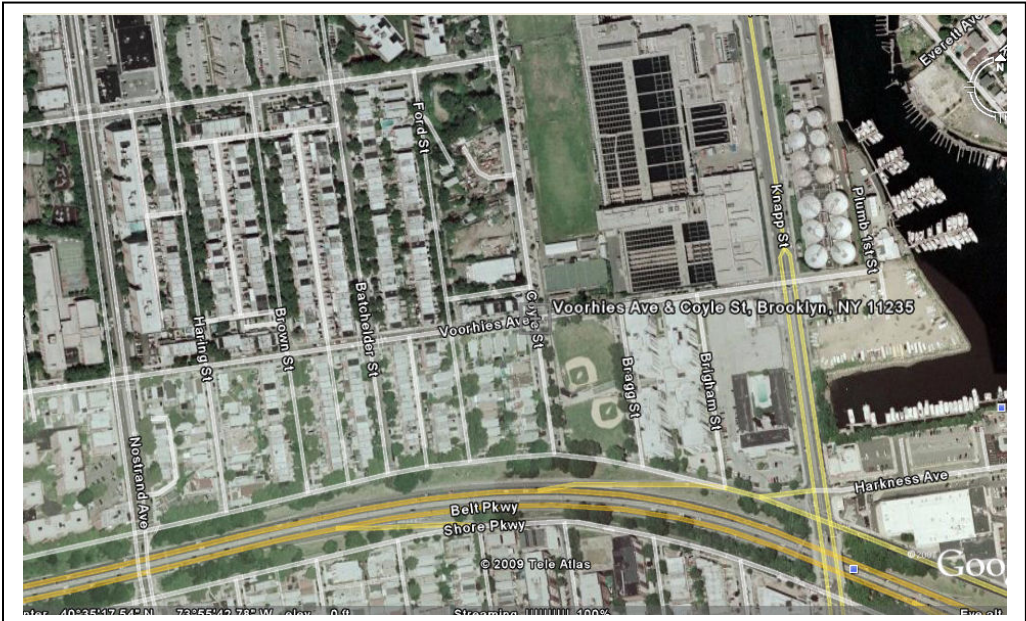 Everett Ave
N
Ford St
Knapp St
Plumb 1st St
Voorhies Ave & Coyle St, Brooklyn, NY 11235
Coyle St
Voorhies Ave
Batchelder St
Brown St
Haring St
Bragg St
Brigham St
Nostrand Ave
Harkness Ave
Belt Pkwy
Shore Pkwy
© 2009 Tele Atlas
Goo
40°35'17.54" N 73°55'42.78" W elev 0 ft Streaming 100% Eye alt